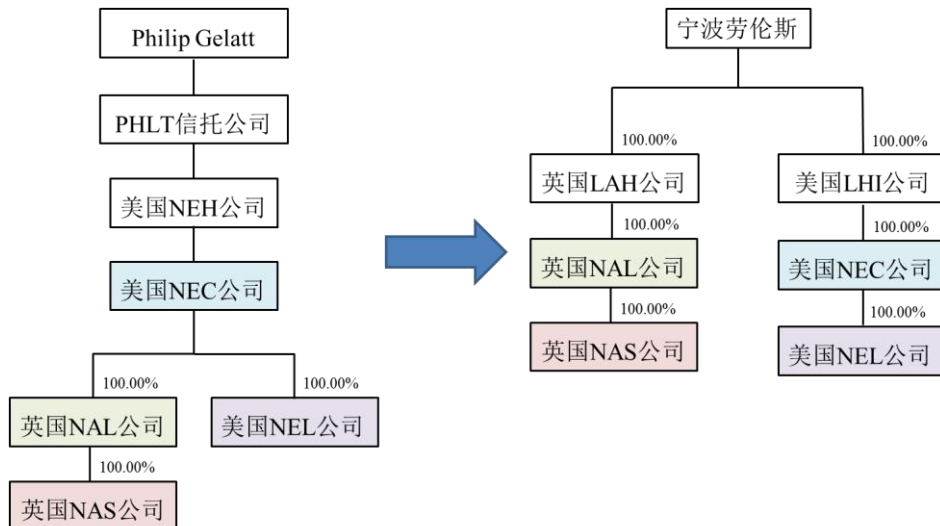 Philip Gelatt
PHLT信托公司
美国NEH公司
美国NEC公司
100.00%
100.00%
英国NAL公司
美国NEL公司
100.00%
英国NAS公司
宁波劳伦斯
100.00%
100.00%
英国LAH公司
美国LHI公司
100.00%
100.00%
英国NAL公司
美国NEC公司
100.00%
100.00%
英国NAS公司
美国NEL公司